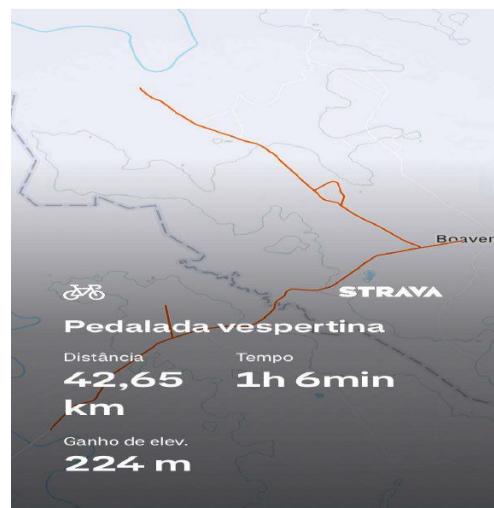 Boaver
STRAVA
Pedalada vespertina
Distância Tempo
42,65 1h 6min
km
Ganho de elev.
224 m